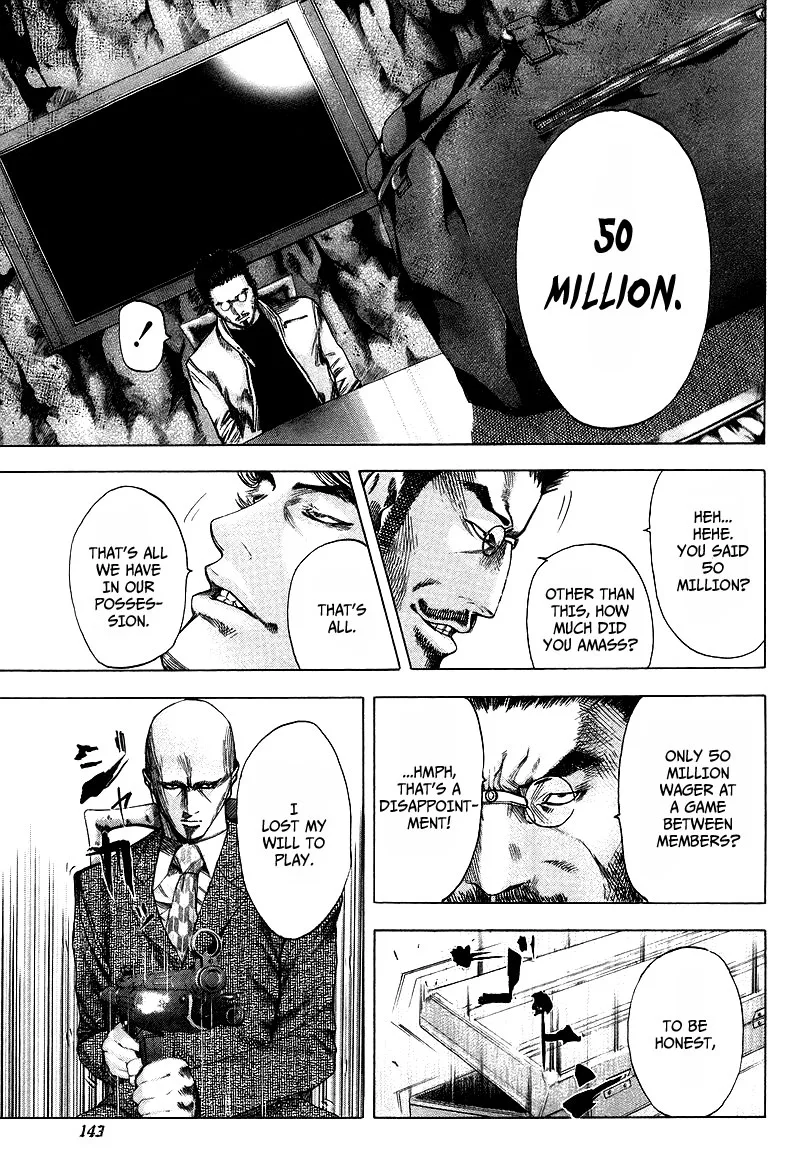 50
MILLION.
!
HEH...
HEHE.
YOU SAID
50
MILLION?
OTHER THAN
THIS, HOW
MUCH DID
YOU AMASS?
THAT'S
ALL.
THAT'S ALL
WE HAVE
IN OUR
POSSES-
SION.
ONLY 50
MILLION
WAGER AT
A GAME
BETWEEN
MEMBERS?
...HMPH,
THAT'S A
DISAPPOINT-
MENT!
TO BE
HONEST,
I
LOST MY
WILL TO
PLAY.
143